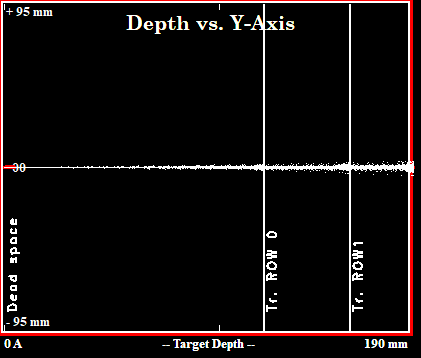 + 95 mm
Depth vs. Y-Axis
Dead space
Tr. ROW 0
Tr. ROW1
- 95 mm
0 A
-- Target Depth --
190 mm